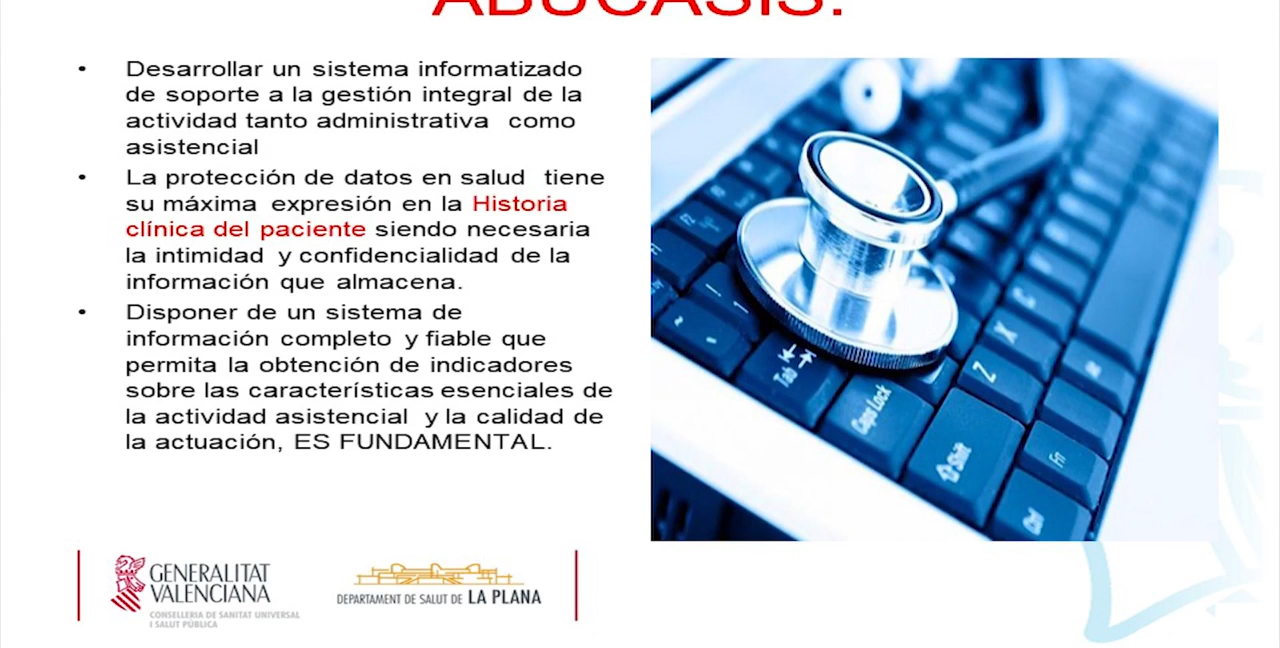 ABUCASIS:
• Desarrollar un sistema informatizado
de soporte a la gestión integral de la
actividad tanto administrativa como
asistencial
• La protección de datos en salud tiene
su máxima expresión en la Historia
clínica del paciente siendo necesaria
la intimidad y confidencialidad de la
información que almacena.
• Disponer de un sistema de
información completo y fiable que
permita la obtención de indicadores
sobre las características esenciales de
la actividad asistencial y la calidad de
la actuación, ES FUNDAMENTAL.
Tab
Caps Lock
Shift
Z
X
Fn
Ctrl
GENERALITAT
VALENCIANA
CONSELLERIA DE SANITAT UNIVERSAL
I SALUT PÚBLICA
DEPARTAMENT DE SALUT DE LA PLANA